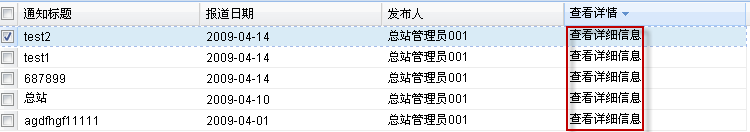 通知标题 报道日期 发布人 查看详情
test2 2009-04-14 总站管理员001 查看详细信息
test1 2009-04-14 总站管理员001 查看详细信息
687899 2009-04-14 总站管理员001 查看详细信息
总站 2009-04-10 总站管理员001 查看详细信息
agdfhgf11111 2009-04-01 总站管理员001 查看详细信息